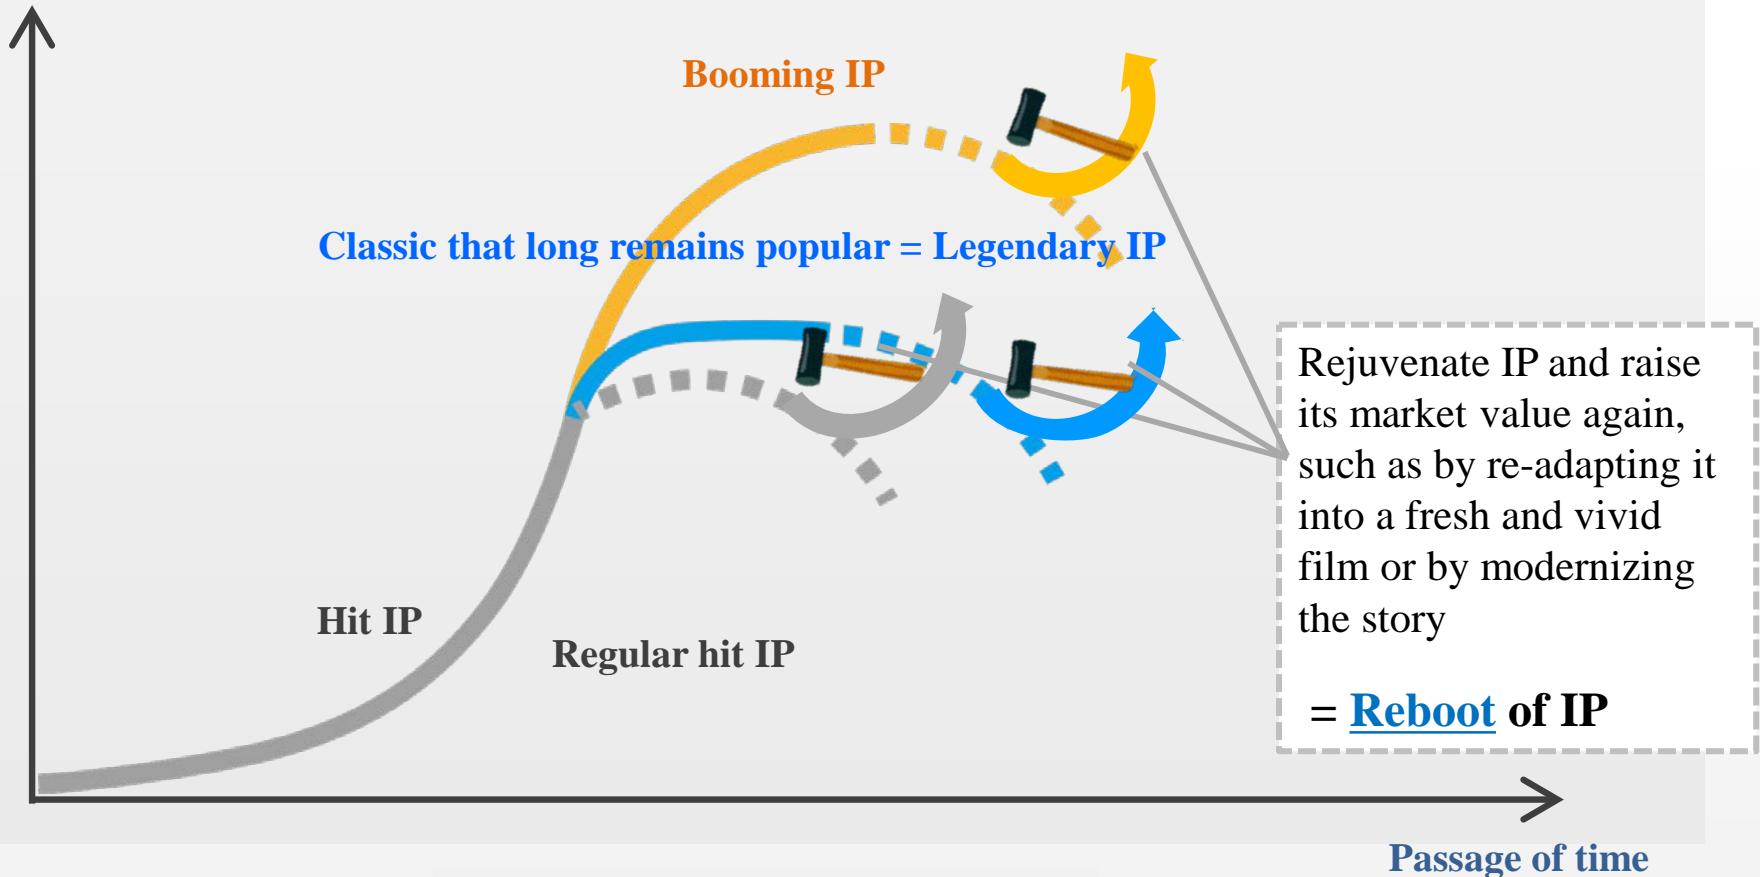 Booming IP
Classic that long remains popular = Legendary IP
Hit IP
Regular hit IP
Rejuvenate IP and raise
its market value again,
such as by re-adapting it
into a fresh and vivid
film or by modernizing
the story
= Reboot of IP
Passage of time